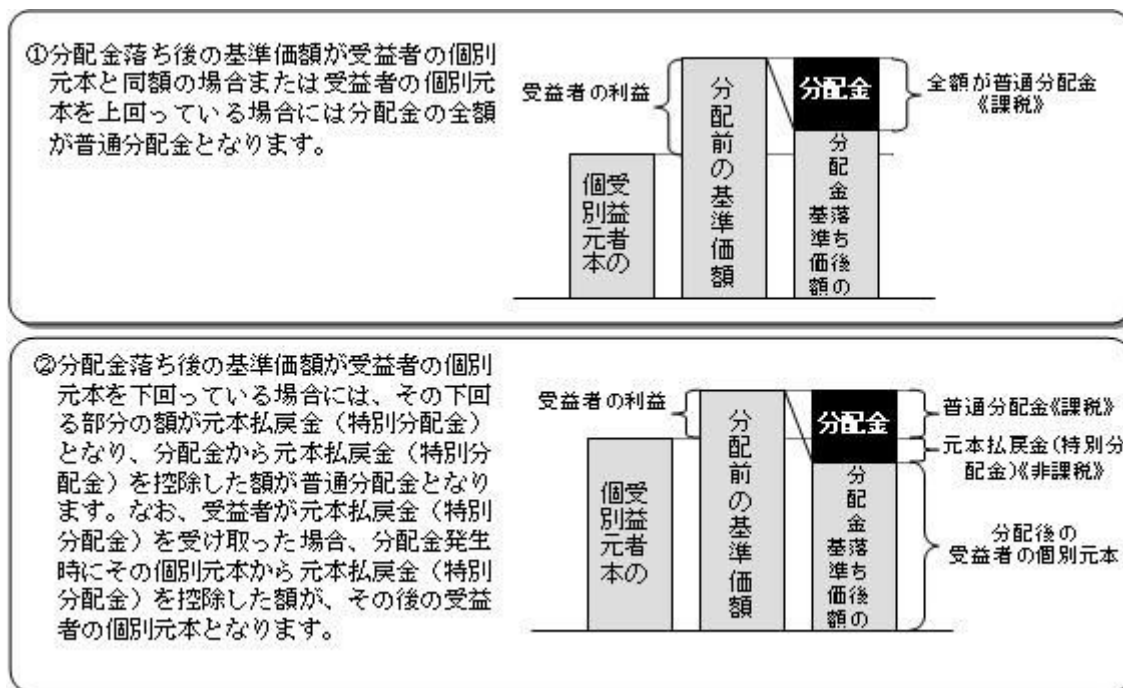 ①分配金落ち後の基準価額が受益者の個別
元本と同額の場合または受益者の個別元
本を上回っている場合には分配金の全額
が普通分配金となります。
受益者の利益
受益者の
個別元本
分配前の基準価額
分配金
分配金落ち後の
基準価額
全額が普通分配金
《課税》
②分配金落ち後の基準価額が受益者の個別
元本を下回っている場合には、その下回
る部分の額が元本払戻金（特別分配金）
となり、分配金から元本払戻金（特別分
配金）を控除した額が普通分配金となり
ます。なお、受益者が元本払戻金（特別
分配金）を受け取った場合、分配金発生
時にその個別元本から元本払戻金（特別
分配金）を控除した額が、その後の受益
者の個別元本となります。
受益者の利益
受益者の
個別元本
分配前の基準価額
分配金
分配金落ち後の
基準価額
普通分配金《課税》
元本払戻金(特別分
配金)《非課税》
分配後の
受益者の個別元本